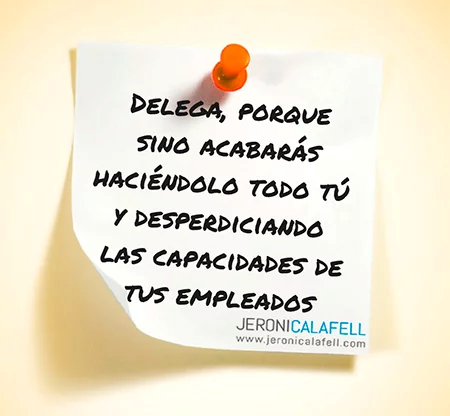 DELEGA, PORQUE
SINO ACABARÁS
HACIÉNDOLO TODO TÚ
Y DESPERDICIANDO
LAS CAPACIDADES DE
TUS EMPLEADOS
JERONICALAFELL
www.jeronicalafell.com